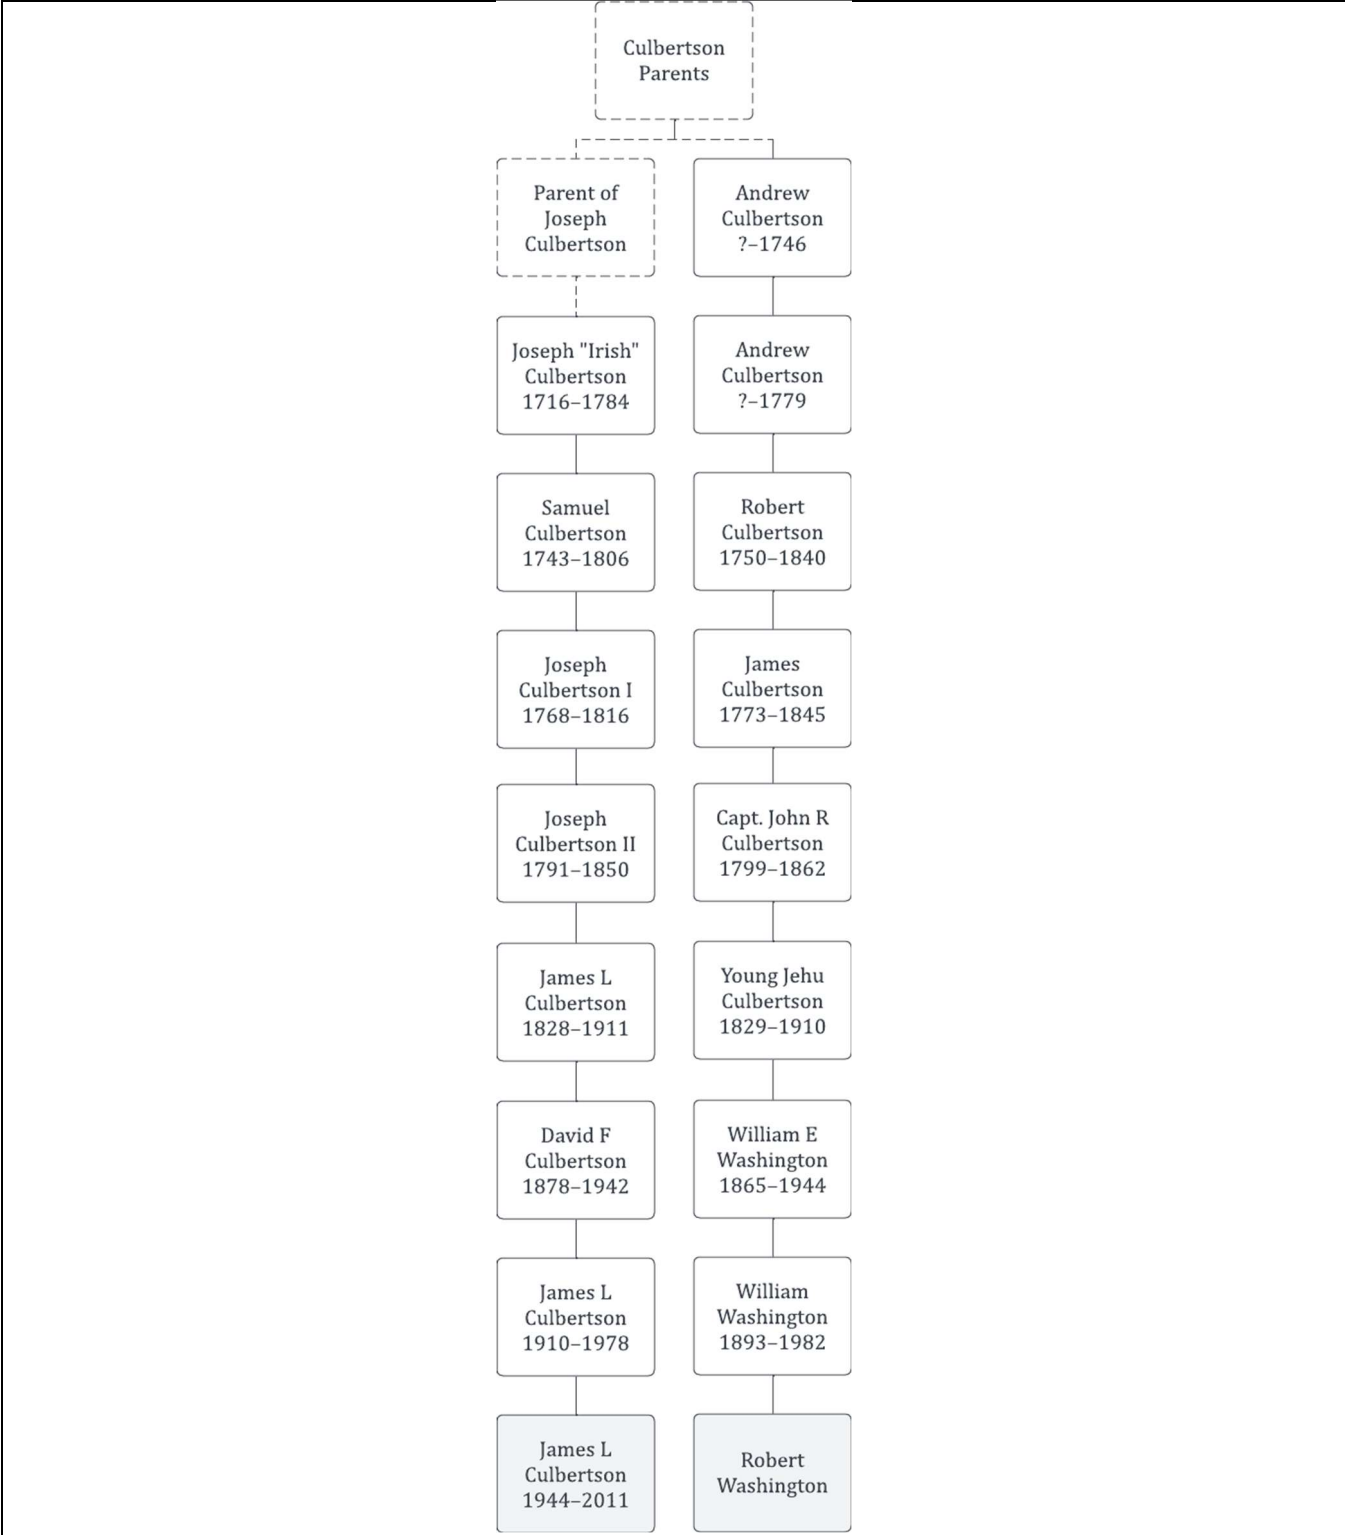 Culbertson
Parents
Parent of
Joseph
Culbertson
Andrew
Culbertson
?–1746
Joseph "Irish"
Culbertson
1716–1784
Andrew
Culbertson
?–1779
Samuel
Culbertson
1743–1806
Robert
Culbertson
1750–1840
Joseph
Culbertson I
1768–1816
James
Culbertson
1773–1845
Joseph
Culbertson II
1791–1850
Capt. John R
Culbertson
1799–1862
James L
Culbertson
1828–1911
Young Jehu
Culbertson
1829–1910
David F
Culbertson
1878–1942
William E
Washington
1865–1944
James L
Culbertson
1910–1978
William
Washington
1893–1982
James L
Culbertson
1944–2011
Robert
Washington